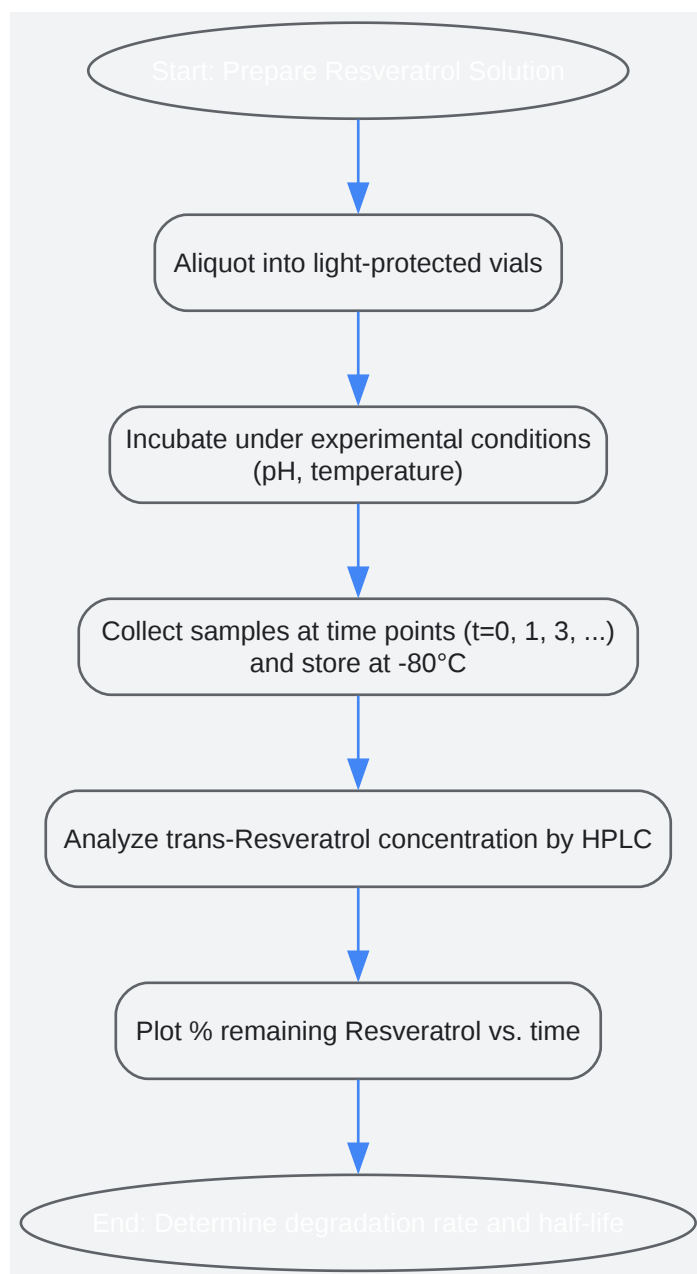 Start: Prepare Resveratrol Solution
Aliquot into light-protected vials
Incubate under experimental conditions
(pH, temperature)
Collect samples at time points (t=0, 1, 3, ...)
and store at -80°C
Analyze trans-Resveratrol concentration by HPLC
Plot % remaining Resveratrol vs. time
End: Determine degradation rate and half-life